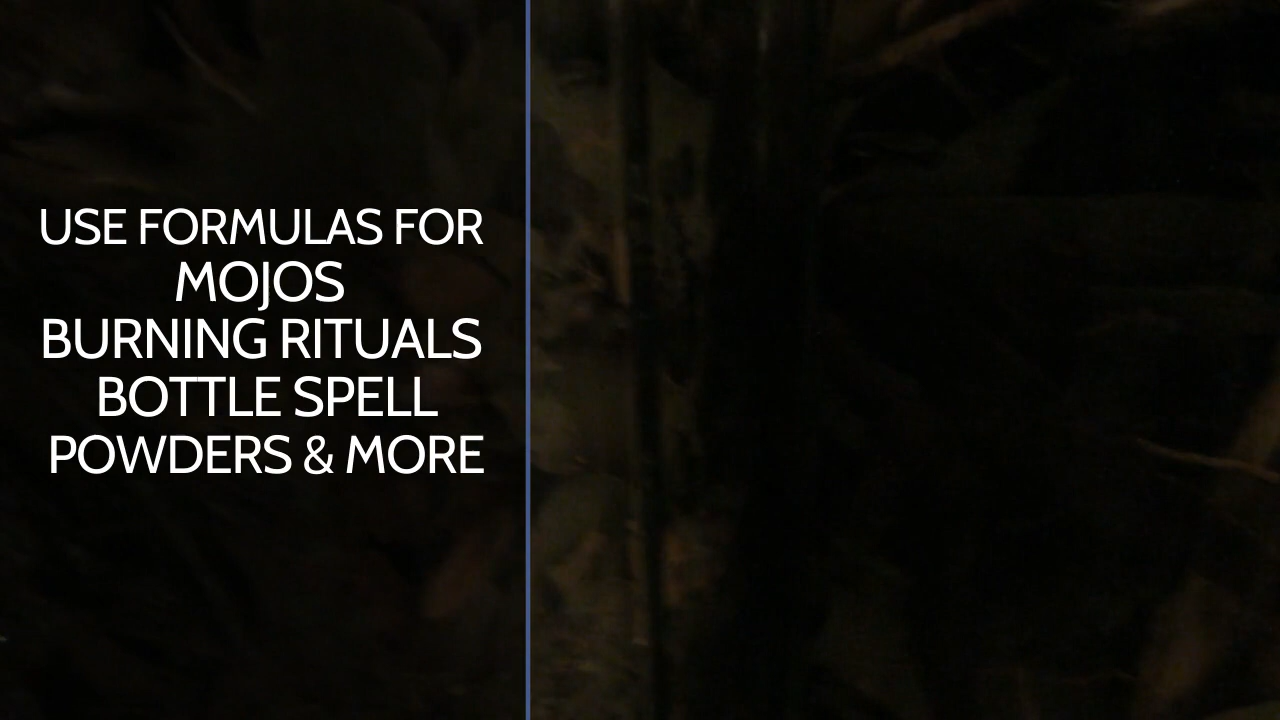 USE FORMULAS FOR
MOJOS
BURNING RITUALS
BOTTLE SPELL
POWDERS & MORE